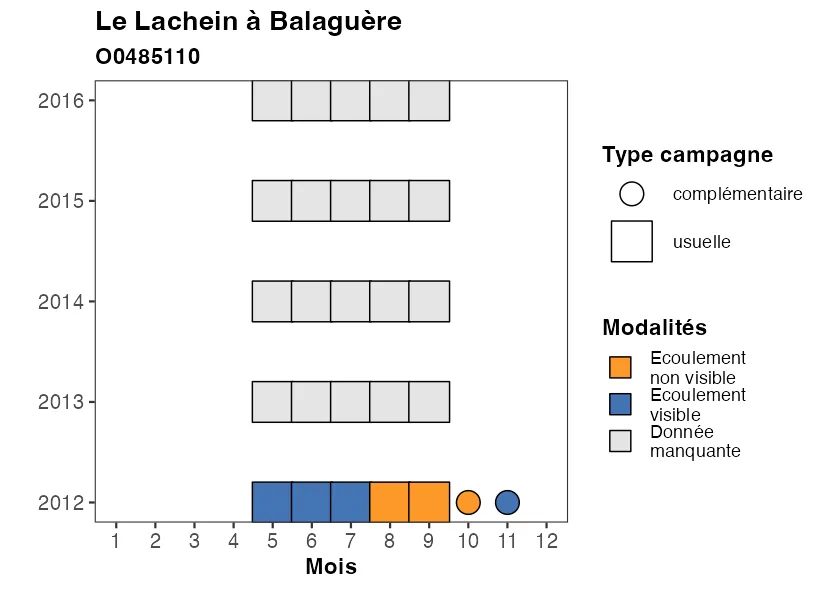 Le Lachein à Balaguère
O0485110
2016
2015
2014
2013
2012
1 2 3 4 5 6 7 8 9 10 11 12
Mois
Type campagne
complémentaire
usuelle
Modalités
Ecoulement
non visible
Ecoulement
visible
Donnée
manquante